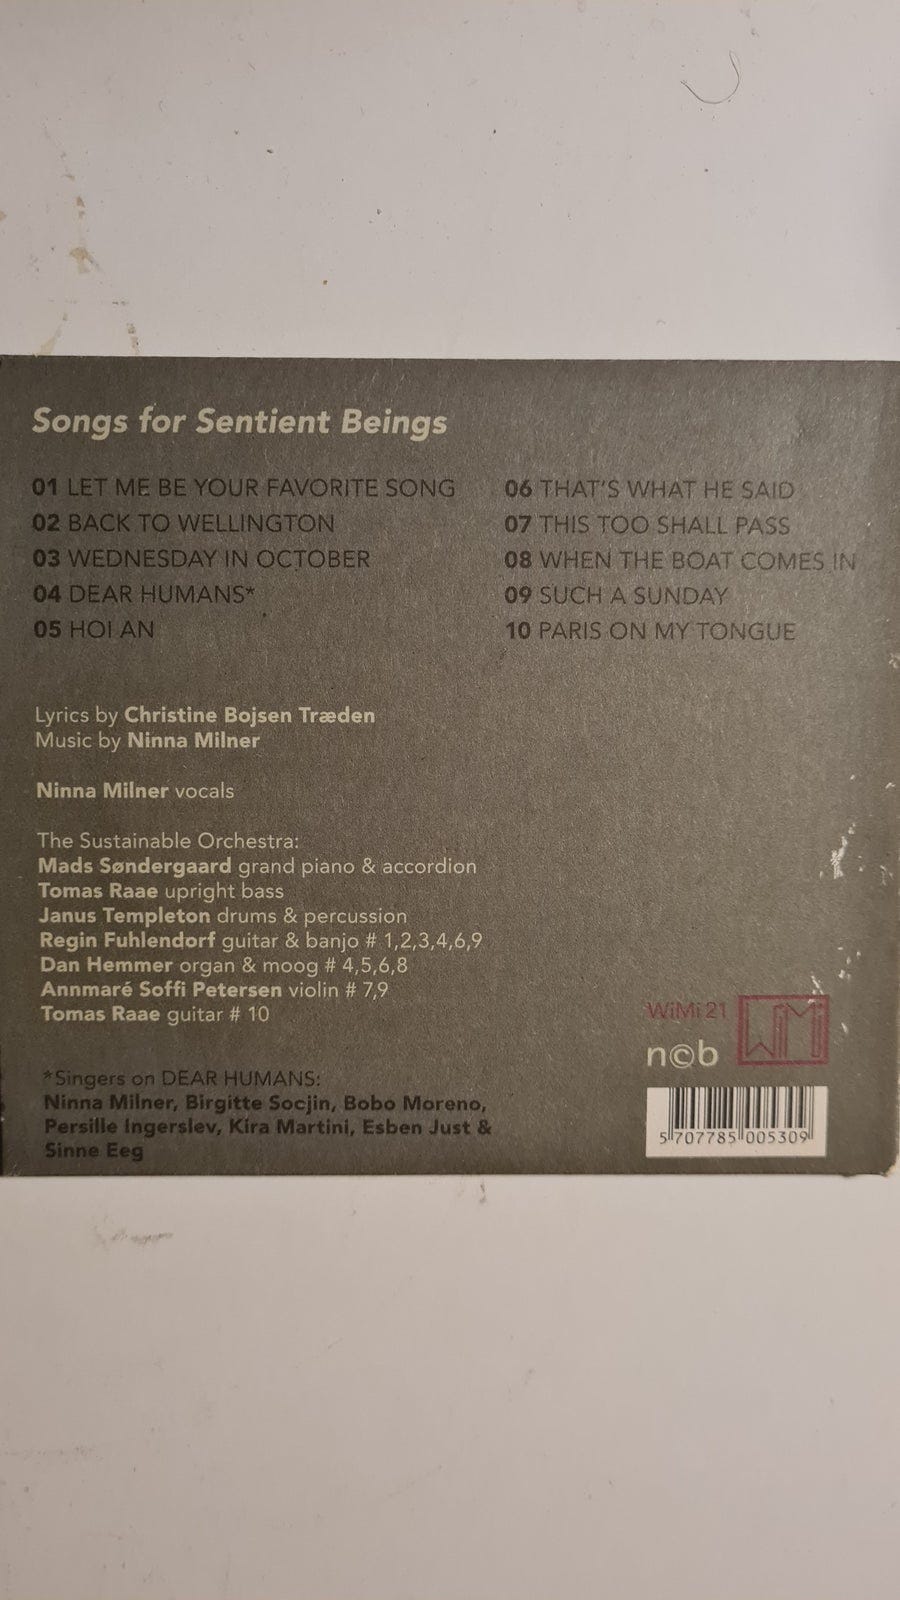 Songs for Sentient Beings
01 LET ME BE YOUR FAVORITE SONG
02 BACK TO WELLINGTON
03 WEDNESDAY IN OCTOBER
04 DEAR HUMANS*
05 HOI AN
06 THAT'S WHAT HE SAID
07 THIS TOO SHALL PASS
08 WHEN THE BOAT COMES IN
09 SUCH A SUNDAY
10 PARIS ON MY TONGUE
Lyrics by Christine Bojsen Træden
Music by Ninna Milner
Ninna Milner vocals
The Sustainable Orchestra:
Mads Søndergaard grand piano & accordion
Tomas Raae upright bass
Janus Templeton drums & percussion
Regin Fuhlendorf guitar & banjo # 1,2,3,4,6,9
Dan Hemmer organ & moog # 4,5,6,8
Annmaré Soffi Petersen violin # 7,9
Tomas Raae guitar # 10
*Singers on DEAR HUMANS:
Ninna Milner, Birgitte Socjin, Bobo Moreno,
Persille Ingerslev, Kira Martini, Esben Just &
Sinne Eeg
WiMi 21
WiMi
n©b
5 707785 005309